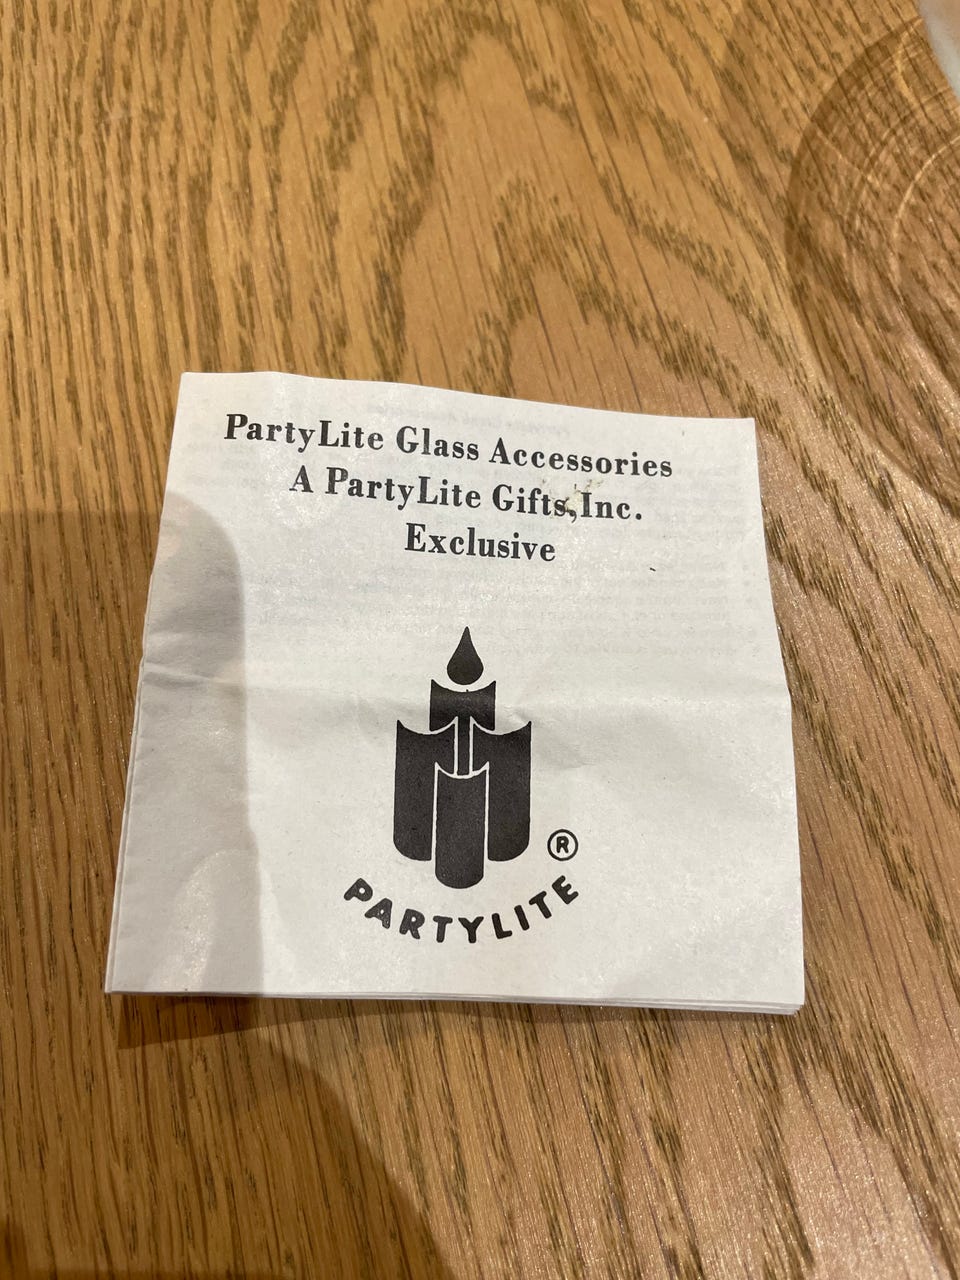 PartyLite Glass Accessories
A PartyLite Gifts,Inc.
Exclusive
®
PARTYLITE